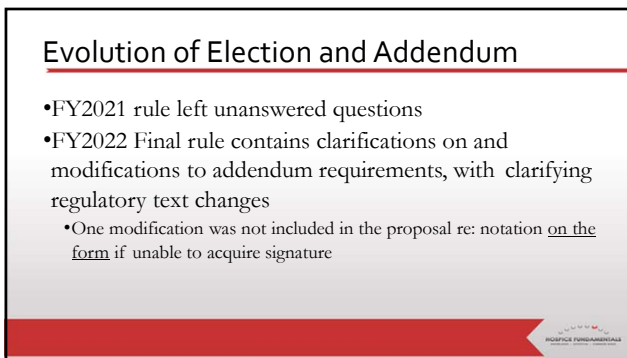 Evolution of Election and Addendum
•FY2021 rule left unanswered questions
•FY2022 Final rule contains clarifications on and
modifications to addendum requirements, with clarifying
regulatory text changes
•One modification was not included in the proposal re: notation on the
form if unable to acquire signature
HOSPICE FUNDAMENTALS